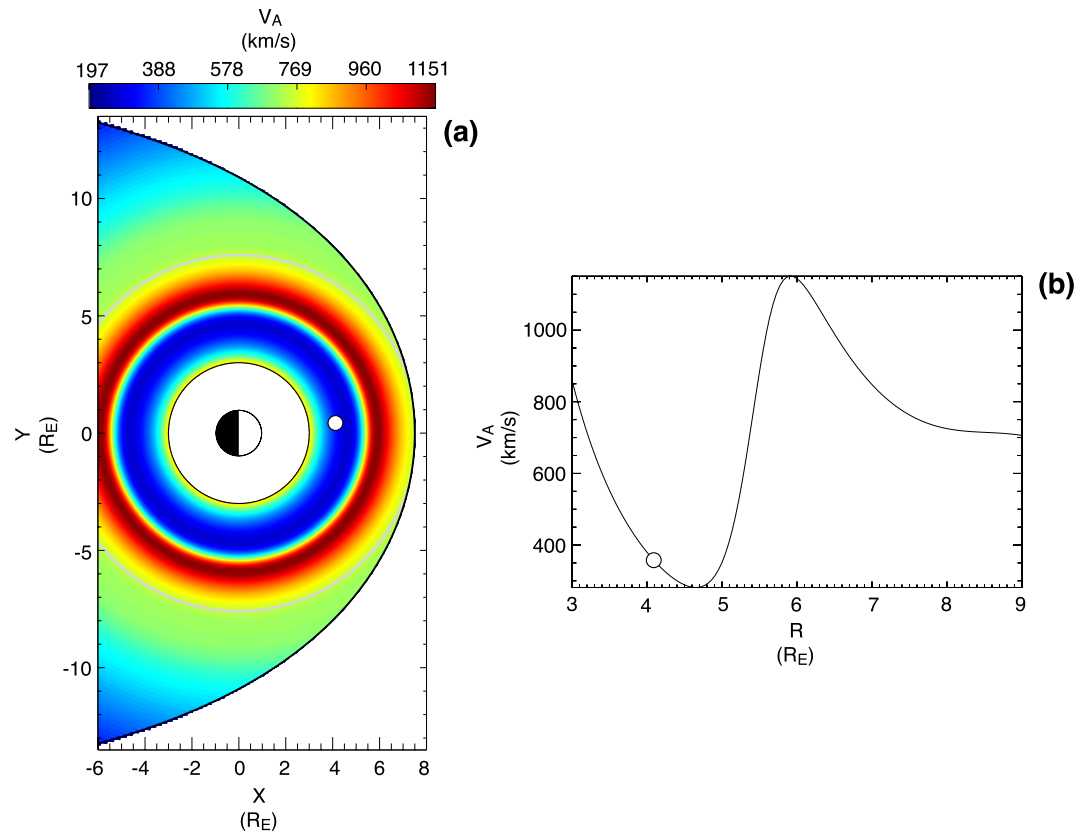 V_A
(km/s)
197 388 578 769 960 1151
(a)
10
5
0
-5
-10
Y
(R_E)
-6 -4 -2 0 2 4 6 8
X
(R_E)
(b)
1000
800
600
400
V_A
(km/s)
3 4 5 6 7 8 9
R
(R_E)